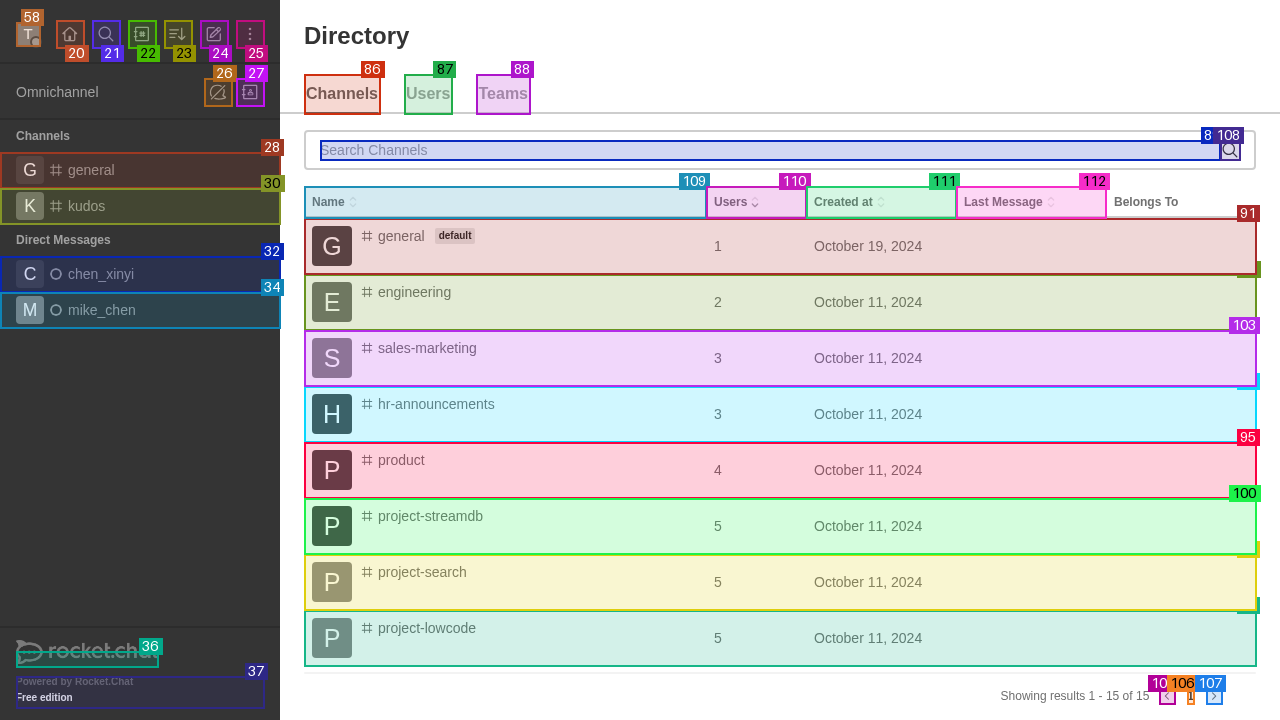 58
T
20
21
22
23
24
25
Omnichannel
26
27
Channels
28
G general
30
K kudos
Direct Messages
32
C chen_xinyi
34
M mike_chen
36
rocket.chat
37
Powered by Rocket.Chat
Free edition
Directory
86
87
88
Channels Users Teams
108
Search Channels
109
110
111
112
Name Users Created at Last Message Belongs To
91
G general default 1 October 19, 2024
E engineering 2 October 11, 2024
103
S sales-marketing 3 October 11, 2024
H hr-announcements 3 October 11, 2024
95
P product 4 October 11, 2024
100
P project-streamdb 5 October 11, 2024
P project-search 5 October 11, 2024
P project-lowcode 5 October 11, 2024
106
107
Showing results 1 - 15 of 15 1